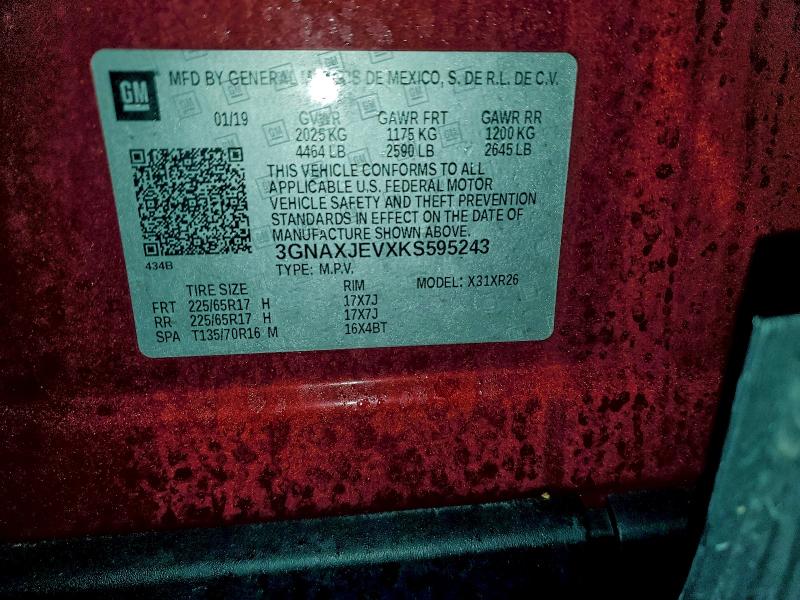 GM
MFD BY GENERAL MOTORS DE MEXICO, S. DE R.L. DE C.V.
01/19 GVWR GAWR FRT GAWR RR
2025 KG 1175 KG 1200 KG
4464 LB 2590 LB 2645 LB
THIS VEHICLE CONFORMS TO ALL
APPLICABLE U.S. FEDERAL MOTOR
VEHICLE SAFETY AND THEFT PREVENTION
STANDARDS IN EFFECT ON THE DATE OF
MANUFACTURE SHOWN ABOVE.
3GNAXJEVXKS595243
434B TYPE: M.P.V.
TIRE SIZE RIM MODEL: X31XR26
FRT 225/65R17 H 17X7J
RR 225/65R17 H 17X7J
SPA T135/70R16 M 16X4BT